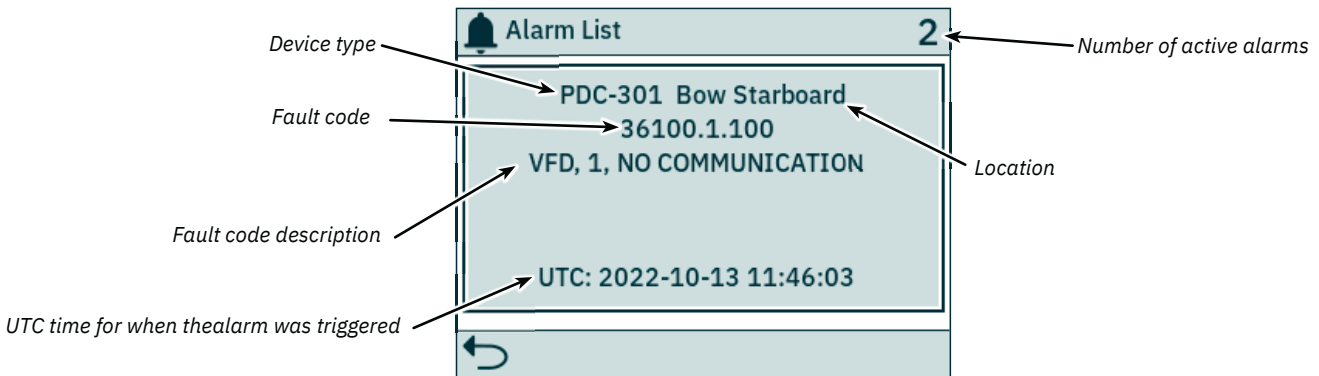 Alarm List 2
Device type
Number of active alarms
PDC-301 Bow Starboard
Fault code
36100.1.100
VFD, 1, NO COMMUNICATION
Location
Fault code description
UTC: 2022-10-13 11:46:03
UTC time for when thealarm was triggered